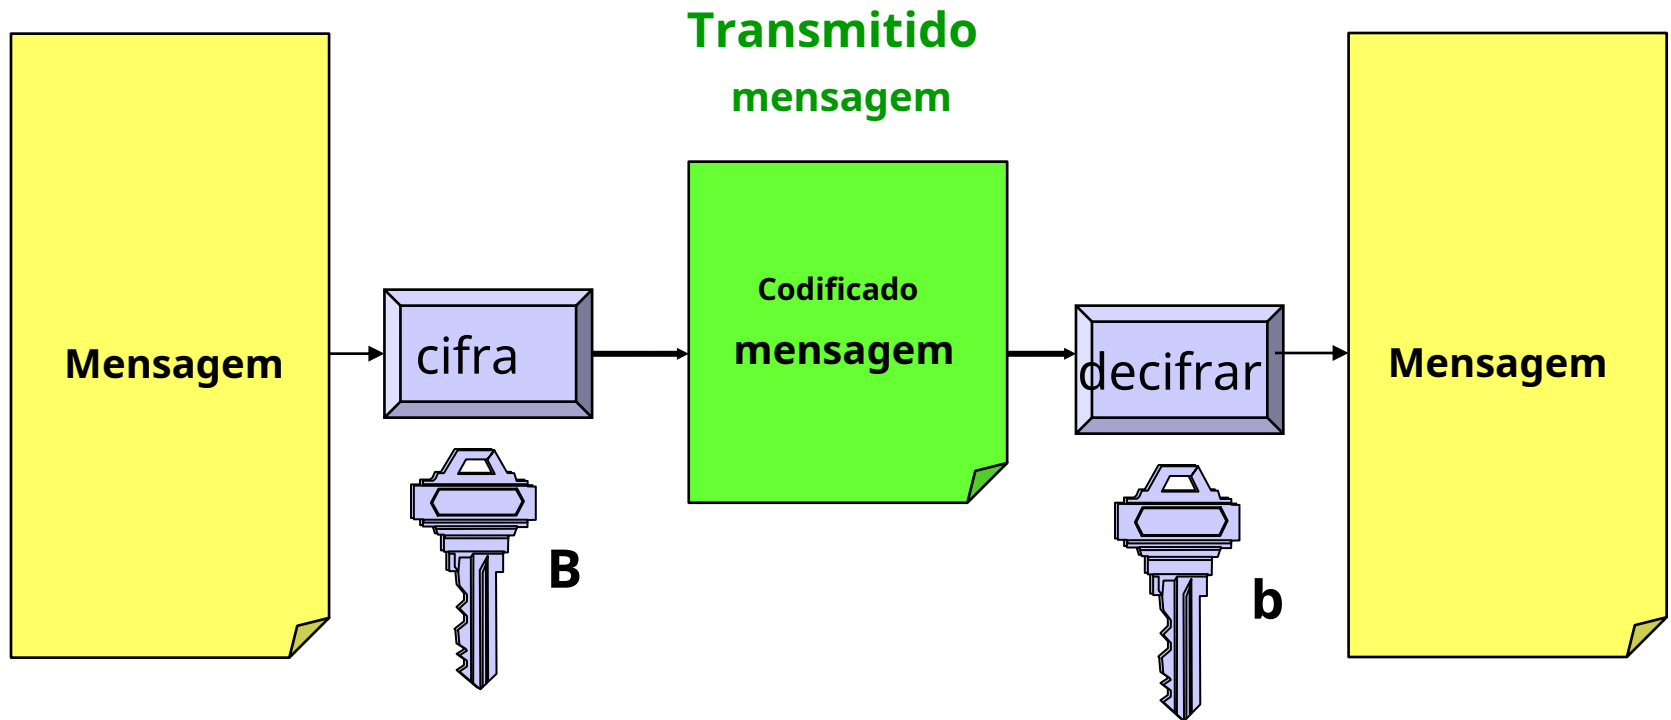 Transmitido
mensagem
Mensagem
cifra
Codificado
mensagem
decifrar
Mensagem
B
b